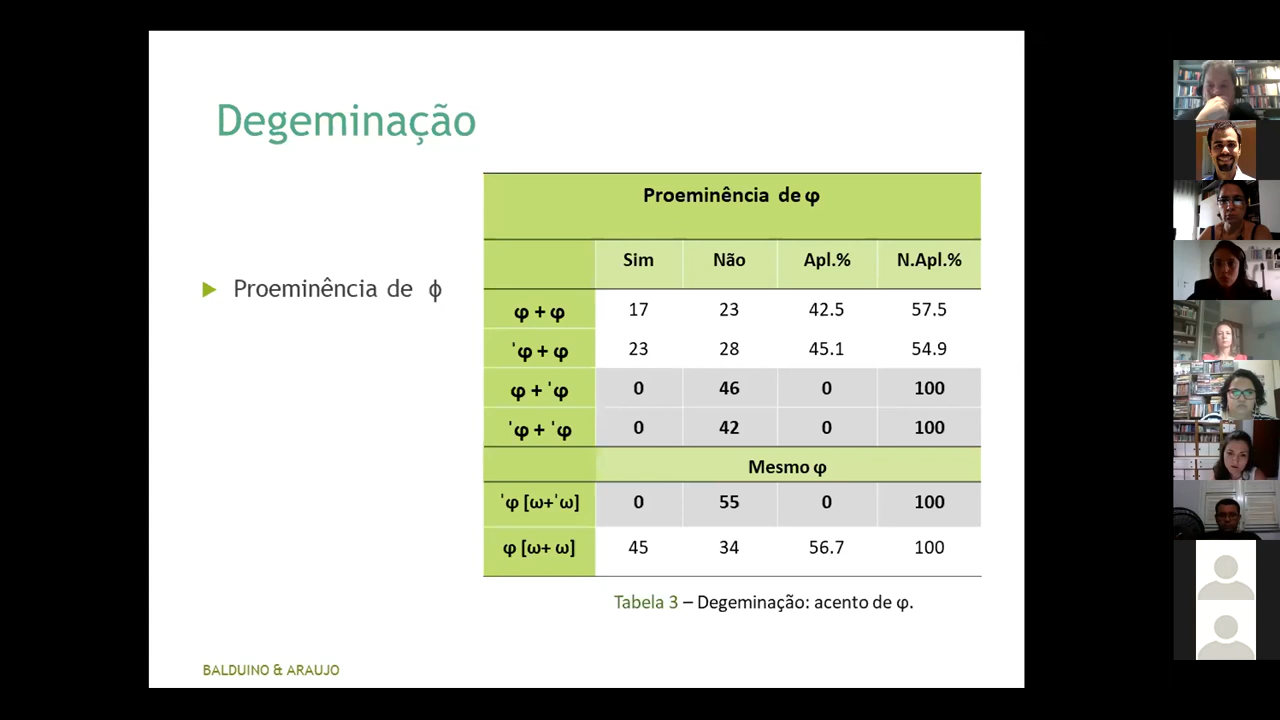 Degeminação
Proeminência de ϕ
Proeminência de φ
Sim Não Apl.% N.Apl.%
φ + φ 17 23 42.5 57.5
ˈφ + φ 23 28 45.1 54.9
φ + ˈφ 0 46 0 100
ˈφ + ˈφ 0 42 0 100
Mesmo φ
ˈφ [ω+ˈω] 0 55 0 100
φ [ω+ ω] 45 34 56.7 100
Tabela 3 – Degeminação: acento de φ.
BALDUINO & ARAUJO